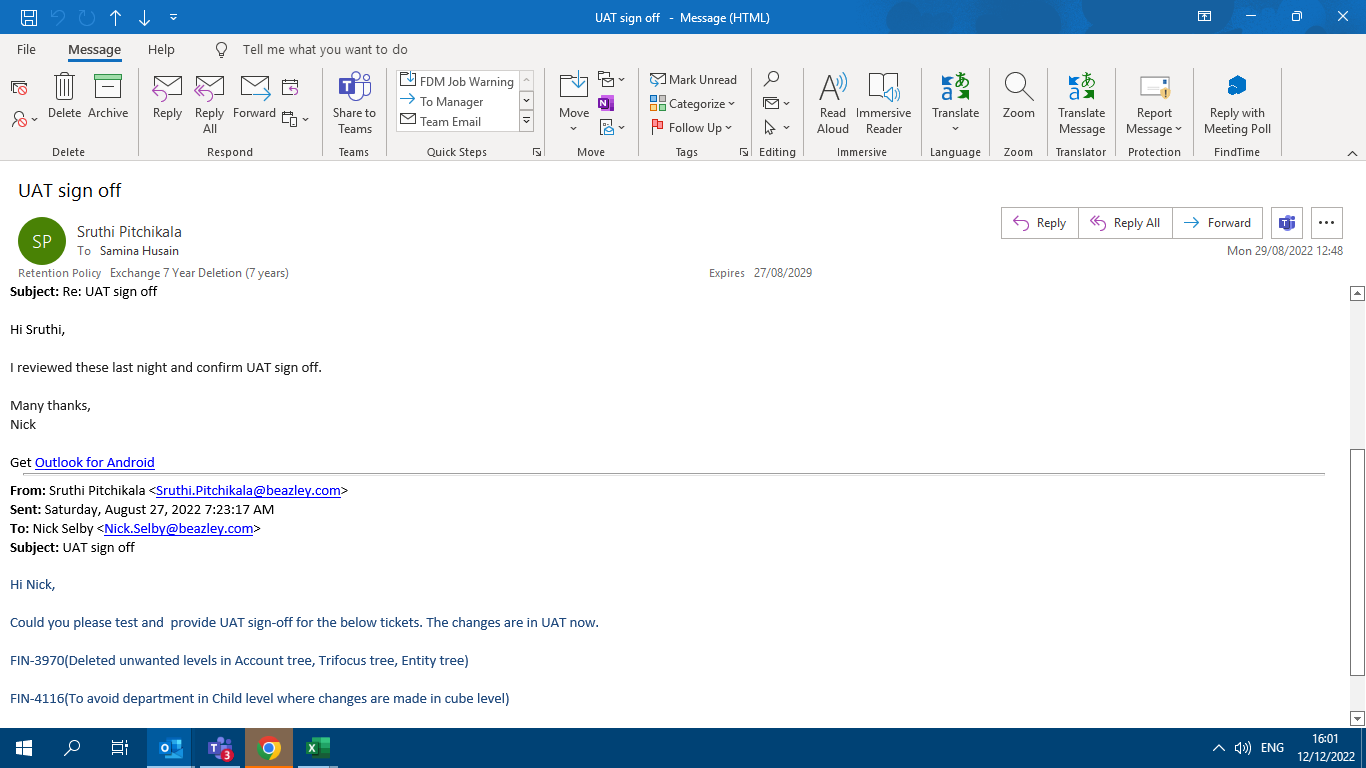 UAT sign off - Message (HTML)
File Message Help Tell me what you want to do
Delete Archive
Delete
Reply Reply All Forward
Respond
Share to Teams
Teams
FDM Job Warning
To Manager
Team Email
Quick Steps
Move
Move
Mark Unread
Categorize
Follow Up
Tags
Editing
Read Aloud Immersive Reader
Immersive
Translate
Language
Zoom
Zoom
Translate Message
Translator
Report Message
Protection
Reply with Meeting Poll
FindTime
UAT sign off
SP
Sruthi Pitchikala
To Samina Husain
Reply Reply All Forward
Mon 29/08/2022 12:48
Retention Policy Exchange 7 Year Deletion (7 years) Expires 27/08/2029
Subject: Re: UAT sign off
Hi Sruthi,
I reviewed these last night and confirm UAT sign off.
Many thanks,
Nick
Get Outlook for Android
From: Sruthi Pitchikala <Sruthi.Pitchikala@beazley.com>
Sent: Saturday, August 27, 2022 7:23:17 AM
To: Nick Selby <Nick.Selby@beazley.com>
Subject: UAT sign off
Hi Nick,
Could you please test and  provide UAT sign-off for the below tickets. The changes are in UAT now.
FIN-3970(Deleted unwanted levels in Account tree, Trifocus tree, Entity tree)
FIN-4116(To avoid department in Child level where changes are made in cube level)
3
ENG
16:01
12/12/2022